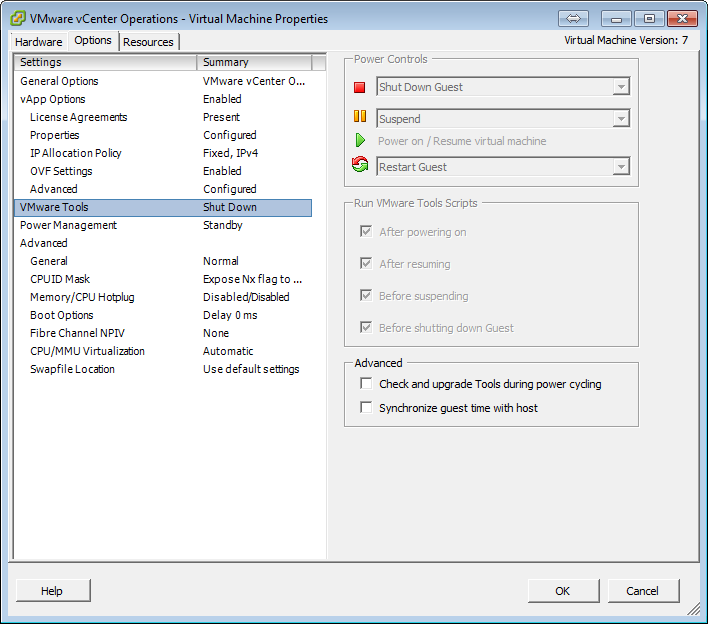 VMware vCenter Operations - Virtual Machine Properties
Hardware Options Resources Virtual Machine Version: 7
Settings Summary
General Options VMware vCenter O...
vApp Options Enabled
License Agreements Present
Properties Configured
IP Allocation Policy Fixed, IPv4
OVF Settings Enabled
Advanced Configured
VMware Tools Shut Down
Power Management Standby
Advanced
General Normal
CPUID Mask Expose Nx flag to ...
Memory/CPU Hotplug Disabled/Disabled
Boot Options Delay 0 ms
Fibre Channel NPIV None
CPU/MMU Virtualization Automatic
Swapfile Location Use default settings
Power Controls
Shut Down Guest
Suspend
Power on / Resume virtual machine
Restart Guest
Run VMware Tools Scripts
After powering on
After resuming
Before suspending
Before shutting down Guest
Advanced
Check and upgrade Tools during power cycling
Synchronize guest time with host
Help OK Cancel